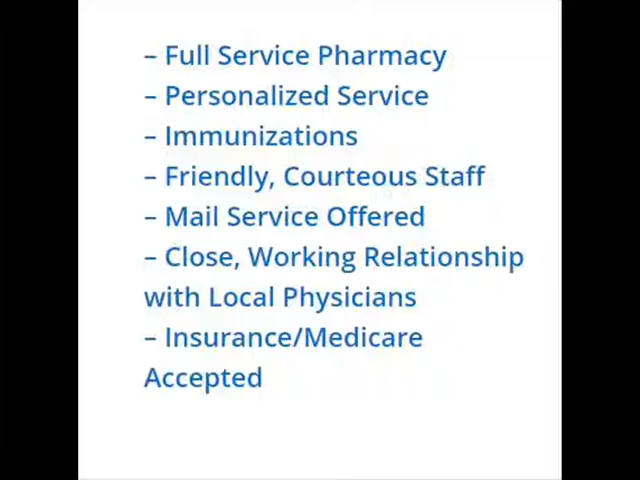 – Full Service Pharmacy
– Personalized Service
– Immunizations
– Friendly, Courteous Staff
– Mail Service Offered
– Close, Working Relationship
with Local Physicians
– Insurance/Medicare
Accepted